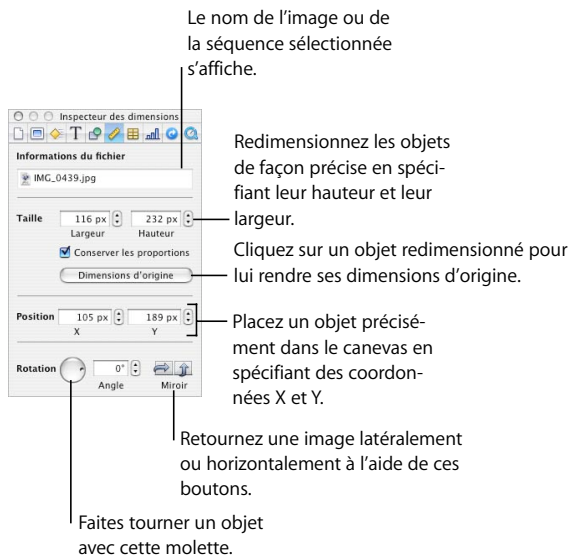 Le nom de l'image ou de
la séquence sélectionnée
s'affiche.
Inspecteur des dimensions
T
Informations du fichier
IMG_0439.jpg
Redimensionnez les objets
de façon précise en spéci-
fiant leur hauteur et leur
largeur.
Taille 116 px 232 px
Largeur Hauteur
Conserver les proportions
Dimensions d'origine
Cliquez sur un objet redimensionné pour
lui rendre ses dimensions d'origine.
Position 105 px 189 px
X Y
Placez un objet précisé-
ment dans le canevas en
spécifiant des coordon-
nées X et Y.
Rotation 0°
Angle Miroir
Retournez une image latéralement
ou horizontalement à l'aide de ces
boutons.
Faites tourner un objet
avec cette molette.